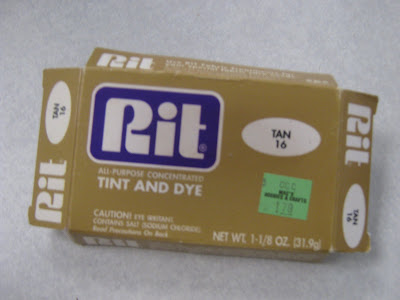 Rit
TAN
16
Rit®
ALL-PURPOSE CONCENTRATED
TINT AND DYE
TAN
16
CAUTION! EYE IRRITANT.
CONTAINS SALT (SODIUM CHLORIDE).
Read Precautions On Back
NET WT. 1-1/8 OZ. (31.9g)
Rit
TAN
16